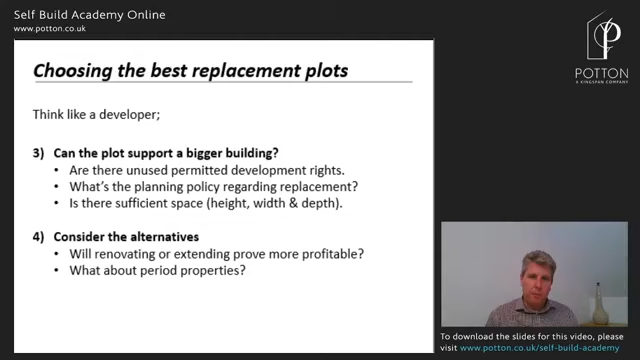 Self Build Academy Online
www.potton.co.uk
POTTON
A KINGSPAN COMPANY
Choosing the best replacement plots
Think like a developer;
3) Can the plot support a bigger building?
• Are there unused permitted development rights.
• What's the planning policy regarding replacement?
• Is there sufficient space (height, width & depth).
4) Consider the alternatives
• Will renovating or extending prove more profitable?
• What about period properties?
To download the slides for this video, please
visit www.potton.co.uk/self-build-academy